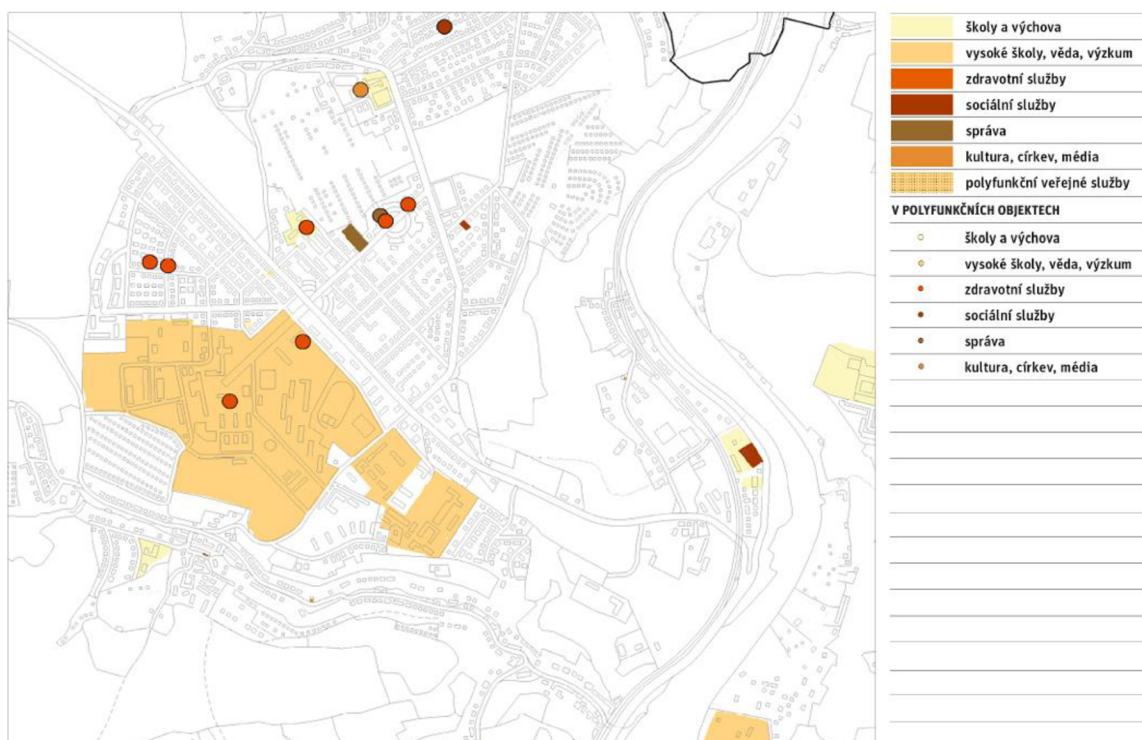 školy a výchova
vysoké školy, věda, výzkum
zdravotní služby
sociální služby
správa
kultura, církev, média
polyfunkční veřejné služby
V POLYFUNKČNÍCH OBJEKTECH
školy a výchova
vysoké školy, věda, výzkum
zdravotní služby
sociální služby
správa
kultura, církev, média